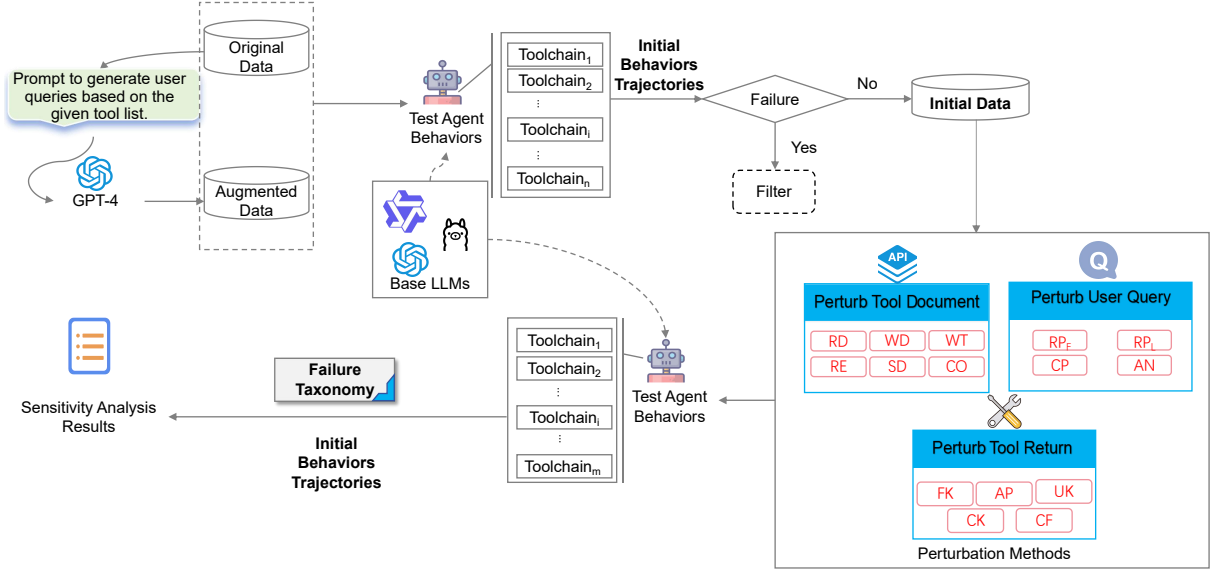 Original
Data
Prompt to generate user
queries based on the
given tool list.
GPT-4
Augmented
Data
Test Agent
Behaviors
Toolchain₁
Toolchain₂
⋮
Toolchainᵢ
⋮
Toolchainₙ
Initial
Behaviors
Trajectories
Failure
No
Yes
Filter
Initial Data
Base LLMs
API
Perturb Tool Document
RD WD WT
RE SD CO
Q
Perturb User Query
RP_F RP_L
CP AN
Perturb Tool Return
FK AP UK
CK CF
Perturbation Methods
Test Agent
Behaviors
Toolchain₁
Toolchain₂
⋮
Toolchainᵢ
⋮
Toolchainₘ
Failure
Taxonomy
Initial
Behaviors
Trajectories
Sensitivity Analysis
Results